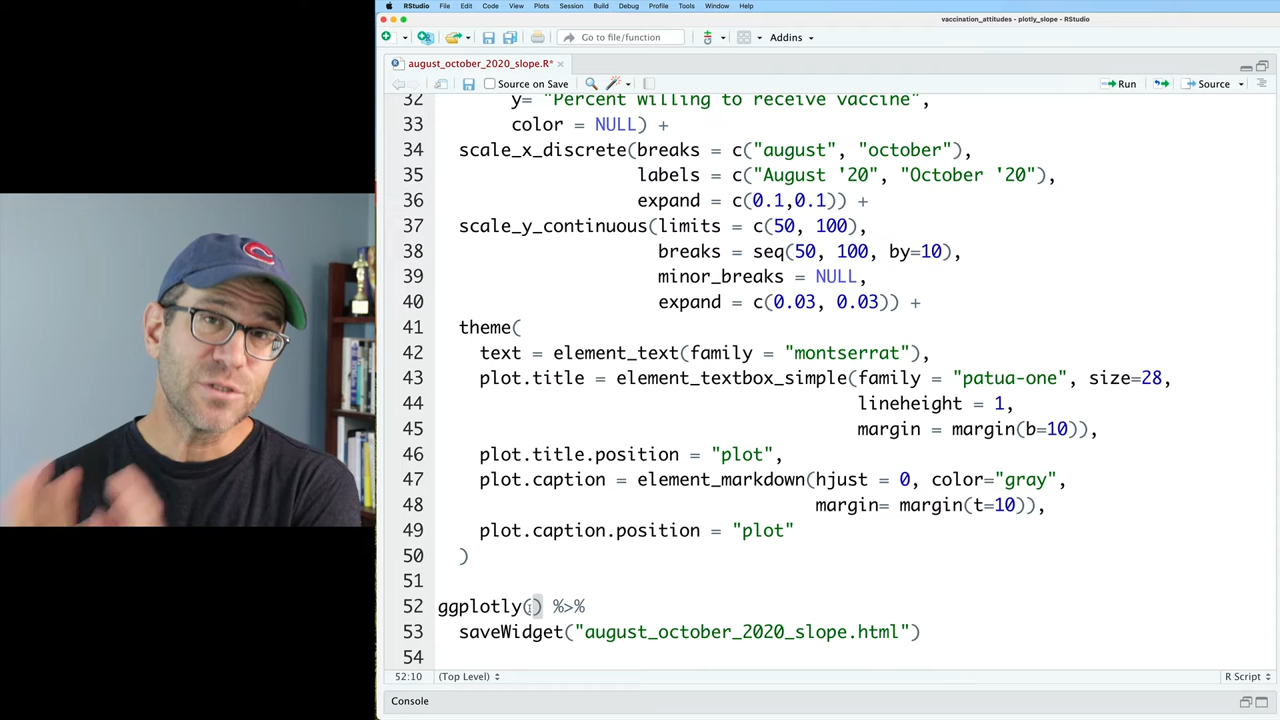 RStudio File Edit Code View Plots Session Build Debug Profile Tools Window Help
vaccination_attitudes - plotly_slope - RStudio
Go to file/function Addins
august_october_2020_slope.R*
Source on Save Run Source
32 y= "Percent willing to receive vaccine",
33 color = NULL) +
34 scale_x_discrete(breaks = c("august", "october"),
35 labels = c("August '20", "October '20"),
36 expand = c(0.1,0.1)) +
37 scale_y_continuous(limits = c(50, 100),
38 breaks = seq(50, 100, by=10),
39 minor_breaks = NULL,
40 expand = c(0.03, 0.03)) +
41 theme(
42 text = element_text(family = "montserrat"),
43 plot.title = element_textbox_simple(family = "patua-one", size=28,
44 lineheight = 1,
45 margin = margin(b=10)),
46 plot.title.position = "plot",
47 plot.caption = element_markdown(hjust = 0, color="gray",
48 margin= margin(t=10)),
49 plot.caption.position = "plot"
50 )
51
52 ggplotly() %>%
53 saveWidget("august_october_2020_slope.html")
54
52:10 (Top Level) R Script
Console
C